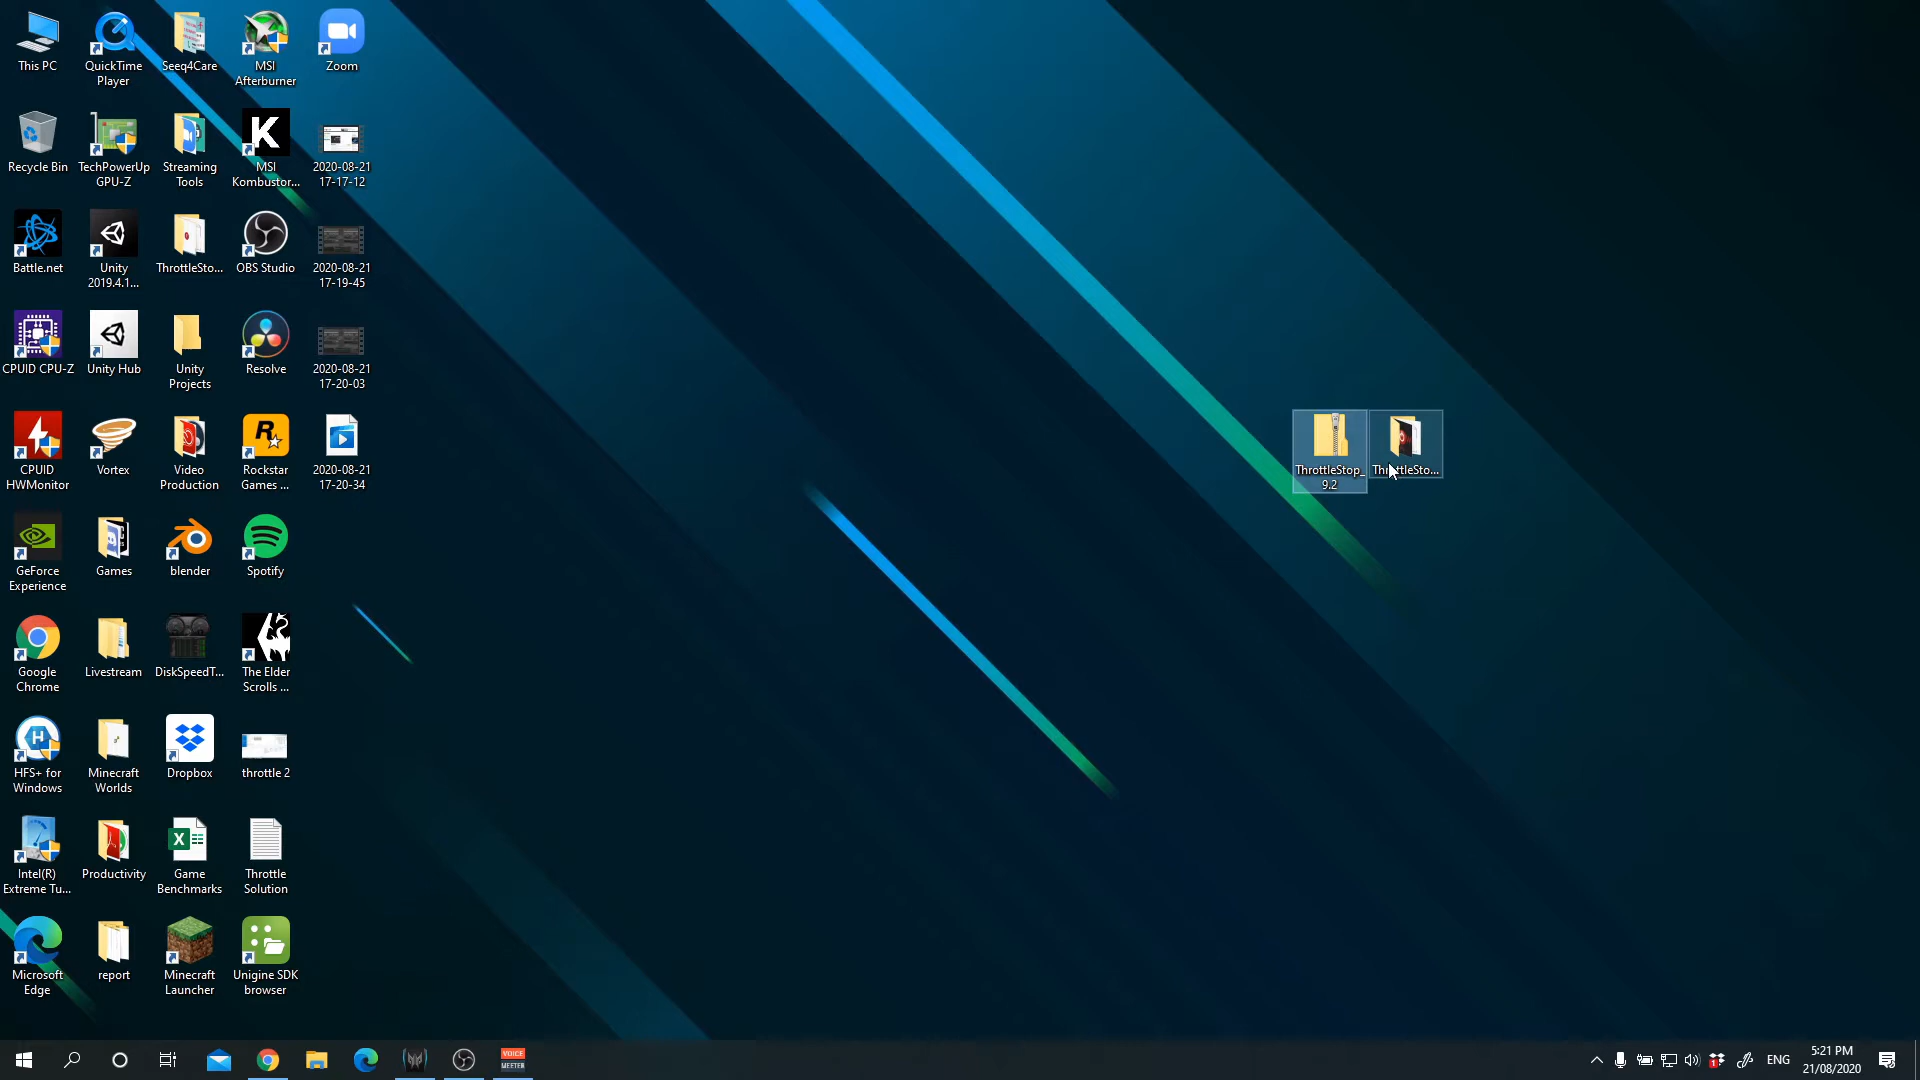 This PC
QuickTime
Player
Seeq4Care
MSI
Afterburner
Zoom
Recycle Bin
TechPowerUp
GPU-Z
Streaming
Tools
K
MSI
Kombustor...
2020-08-21
17-17-12
Battle.net
Unity
2019.4.1...
ThrottleSto...
OBS Studio
2020-08-21
17-19-45
CPUID CPU-Z
Unity Hub
Unity
Projects
Resolve
2020-08-21
17-20-03
CPUID
HWMonitor
Vortex
Video
Production
R
Rockstar
Games ...
2020-08-21
17-20-34
ThrottleStop_
9.2
ThrottleSto...
GeForce
Experience
Games
blender
Spotify
Google
Chrome
Livestream
DiskSpeedT...
The Elder
Scrolls ...
H
HFS+ for
Windows
Minecraft
Worlds
Dropbox
throttle 2
Intel(R)
Extreme Tu...
Productivity
X
Game
Benchmarks
Throttle
Solution
Microsoft
Edge
report
Minecraft
Launcher
Unigine SDK
browser
VOICE
MEETER
1
ENG
5:21 PM
21/08/2020